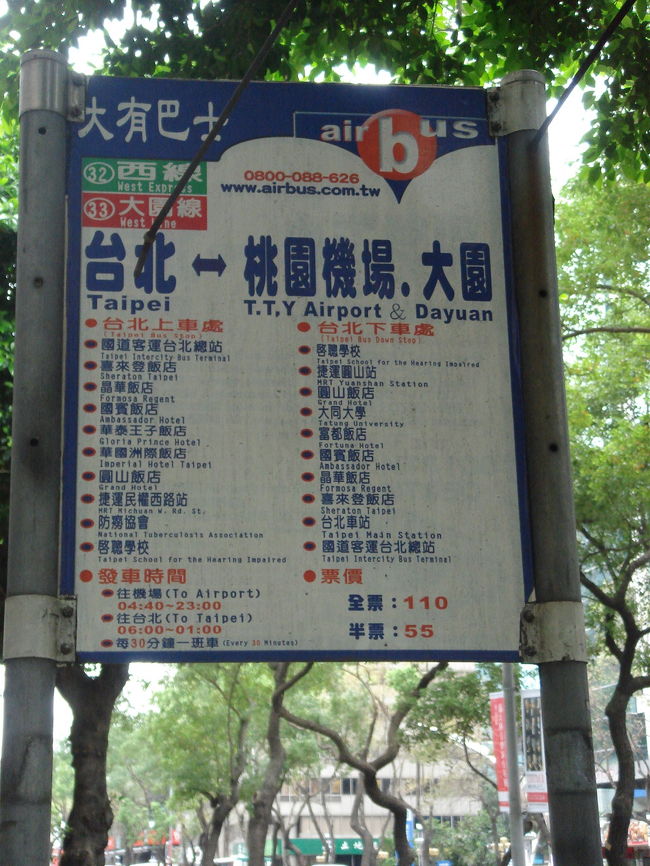 大有巴士
air bus
32 西線
West Express
0800-088-626
www.airbus.com.tw
33 大園線
West Line
台北 ↔ 桃園機場.大園
Taipei T.T,Y Airport & Dayuan
台北上車處
(Taipei Bus Stop)
國道客運台北總站
Taipei Intercity Bus Terminal
喜來登飯店
Sheraton Taipei
晶華飯店
Formosa Regent
國賓飯店
Ambassador Hotel
華泰王子飯店
Gloria Prince Hotel
華國洲際飯店
Imperial Hotel Taipei
圓山飯店
Grand Hotel
捷運民權西路站
MRT Michuan W. Rd. St.
防癆協會
National Tuberculosis Association
啓聰學校
Taipei School for the Hearing Impaired
台北下車處
(Taipei Bus Down Stop)
啓聰學校
Taipei School for the Hearing Impaired
捷運圓山站
MRT Yuanshan Station
圓山飯店
Grand Hotel
大同大學
Tatung University
富都飯店
Fortuna Hotel
國賓飯店
Ambassador Hotel
晶華飯店
Formosa Regent
喜來登飯店
Sheraton Taipei
台北車站
Taipei Main Station
國道客運台北總站
Taipei Intercity Bus Terminal
發車時間
往機場(To Airport)
04:40~23:00
往台北(To Taipei)
06:00~01:00
每30分鐘一班車(Every 30 Minutes)
票價
全票：110
半票：55
土地